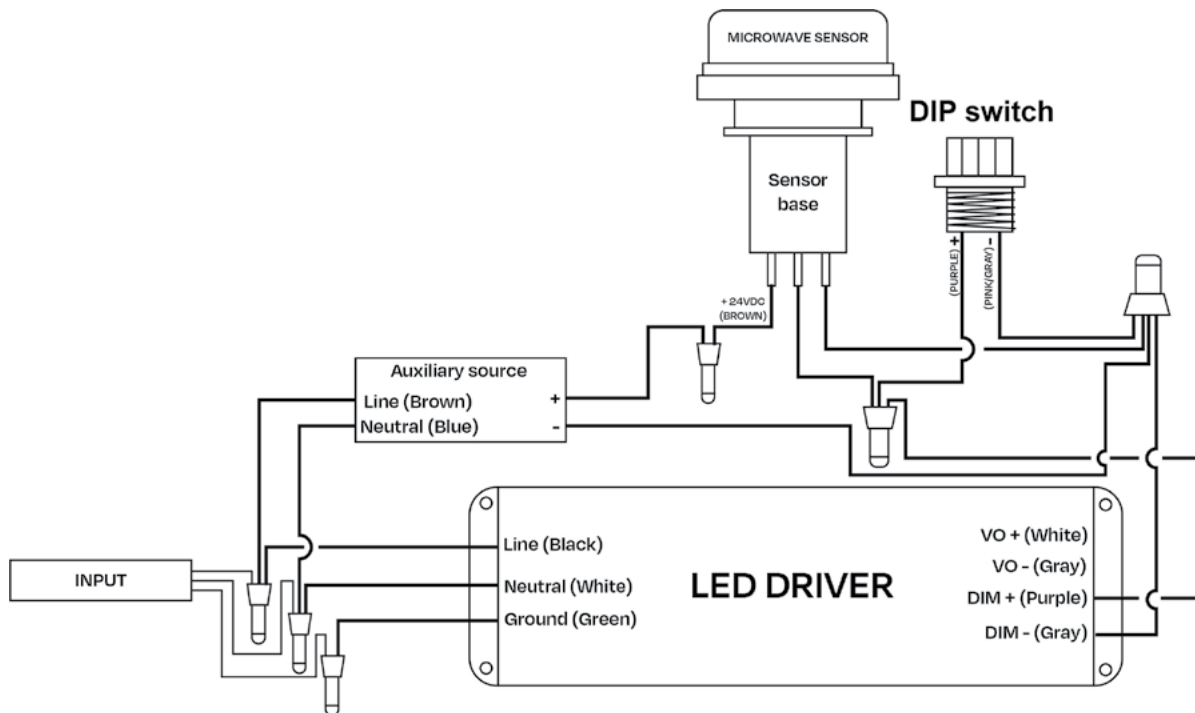 MICROWAVE SENSOR
DIP switch
Sensor
base
+
-
(PURPLE)
(PINK/GRAY)
+ 24VDC
(BROWN)
Auxiliary source
Line (Brown)
+
Neutral (Blue)
-
Line (Black)
VO + (White)
VO - (Gray)
INPUT
Neutral (White)
LED DRIVER
DIM + (Purple)
Ground (Green)
DIM - (Gray)